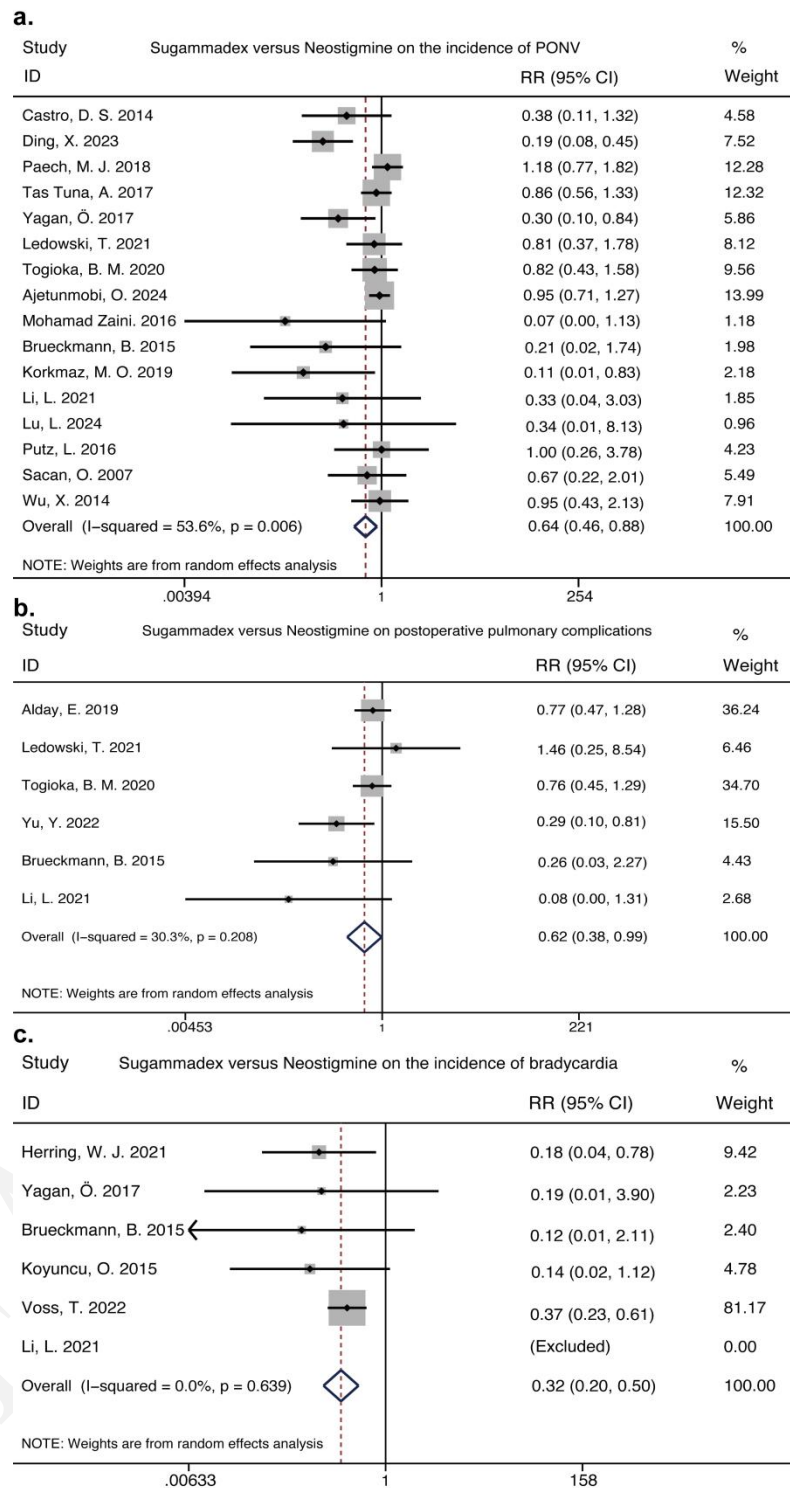 a.
Study Sugammadex versus Neostigmine on the incidence of PONV %
ID RR (95% CI) Weight
Castro, D. S. 2014 0.38 (0.11, 1.32) 4.58
Ding, X. 2023 0.19 (0.08, 0.45) 7.52
Paech, M. J. 2018 1.18 (0.77, 1.82) 12.28
Tas Tuna, A. 2017 0.86 (0.56, 1.33) 12.32
Yagan, Ö. 2017 0.30 (0.10, 0.84) 5.86
Ledowski, T. 2021 0.81 (0.37, 1.78) 8.12
Togioka, B. M. 2020 0.82 (0.43, 1.58) 9.56
Ajetunmobi, O. 2024 0.95 (0.71, 1.27) 13.99
Mohamad Zaini. 2016 0.07 (0.00, 1.13) 1.18
Brueckmann, B. 2015 0.21 (0.02, 1.74) 1.98
Korkmaz, M. O. 2019 0.11 (0.01, 0.83) 2.18
Li, L. 2021 0.33 (0.04, 3.03) 1.85
Lu, L. 2024 0.34 (0.01, 8.13) 0.96
Putz, L. 2016 1.00 (0.26, 3.78) 4.23
Sacan, O. 2007 0.67 (0.22, 2.01) 5.49
Wu, X. 2014 0.95 (0.43, 2.13) 7.91
Overall (I−squared = 53.6%, p = 0.006) 0.64 (0.46, 0.88) 100.00
NOTE: Weights are from random effects analysis
.00394 1 254
b.
Study Sugammadex versus Neostigmine on postoperative pulmonary complications %
ID RR (95% CI) Weight
Alday, E. 2019 0.77 (0.47, 1.28) 36.24
Ledowski, T. 2021 1.46 (0.25, 8.54) 6.46
Togioka, B. M. 2020 0.76 (0.45, 1.29) 34.70
Yu, Y. 2022 0.29 (0.10, 0.81) 15.50
Brueckmann, B. 2015 0.26 (0.03, 2.27) 4.43
Li, L. 2021 0.08 (0.00, 1.31) 2.68
Overall (I−squared = 30.3%, p = 0.208) 0.62 (0.38, 0.99) 100.00
NOTE: Weights are from random effects analysis
.00453 1 221
c.
Study Sugammadex versus Neostigmine on the incidence of bradycardia %
ID RR (95% CI) Weight
Herring, W. J. 2021 0.18 (0.04, 0.78) 9.42
Yagan, Ö. 2017 0.19 (0.01, 3.90) 2.23
Brueckmann, B. 2015 0.12 (0.01, 2.11) 2.40
Koyuncu, O. 2015 0.14 (0.02, 1.12) 4.78
Voss, T. 2022 0.37 (0.23, 0.61) 81.17
Li, L. 2021 (Excluded) 0.00
Overall (I−squared = 0.0%, p = 0.639) 0.32 (0.20, 0.50) 100.00
NOTE: Weights are from random effects analysis
.00633 1 158